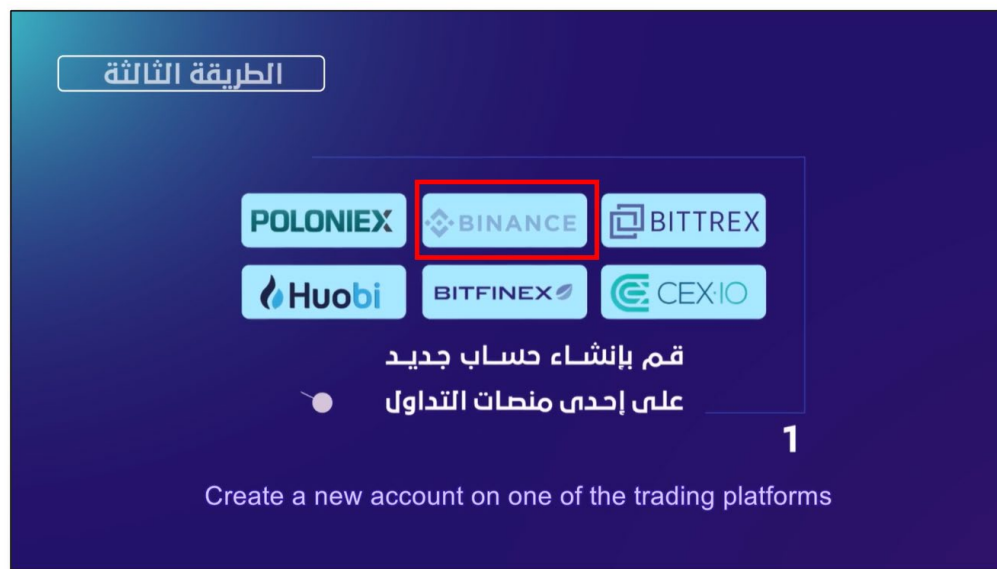 الطريقة الثالثة
POLONIEX
BINANCE
BITTREX
Huobi
BITFINEX
CEX·IO
قم بإنشاء حساب جديد
على إحدى منصات التداول
1
Create a new account on one of the trading platforms